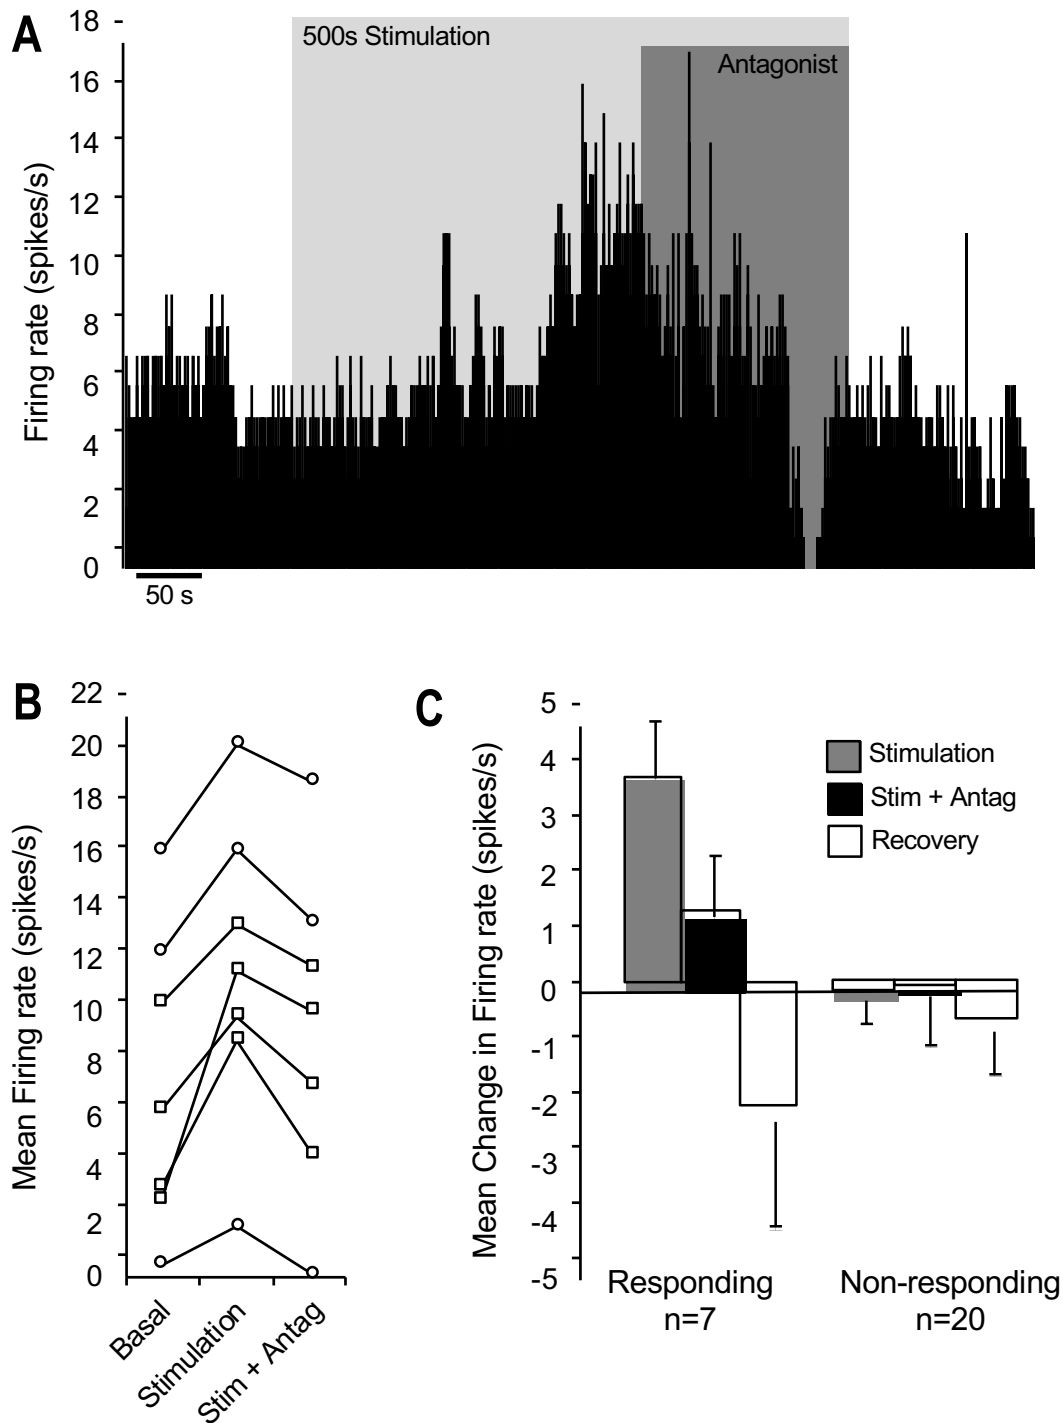 A
Firing rate (spikes/s)
18
16
14
12
10
8
6
4
2
0
500s Stimulation
Antagonist
50 s
B
Mean Firing rate (spikes/s)
22
20
18
16
14
12
10
8
6
4
2
0
Basal
Stimulation
Stim + Antag
C
Mean Change in Firing rate (spikes/s)
5
4
3
2
1
0
-1
-2
-3
-4
-5
Stimulation
Stim + Antag
Recovery
Responding
n=7
Non-responding
n=20